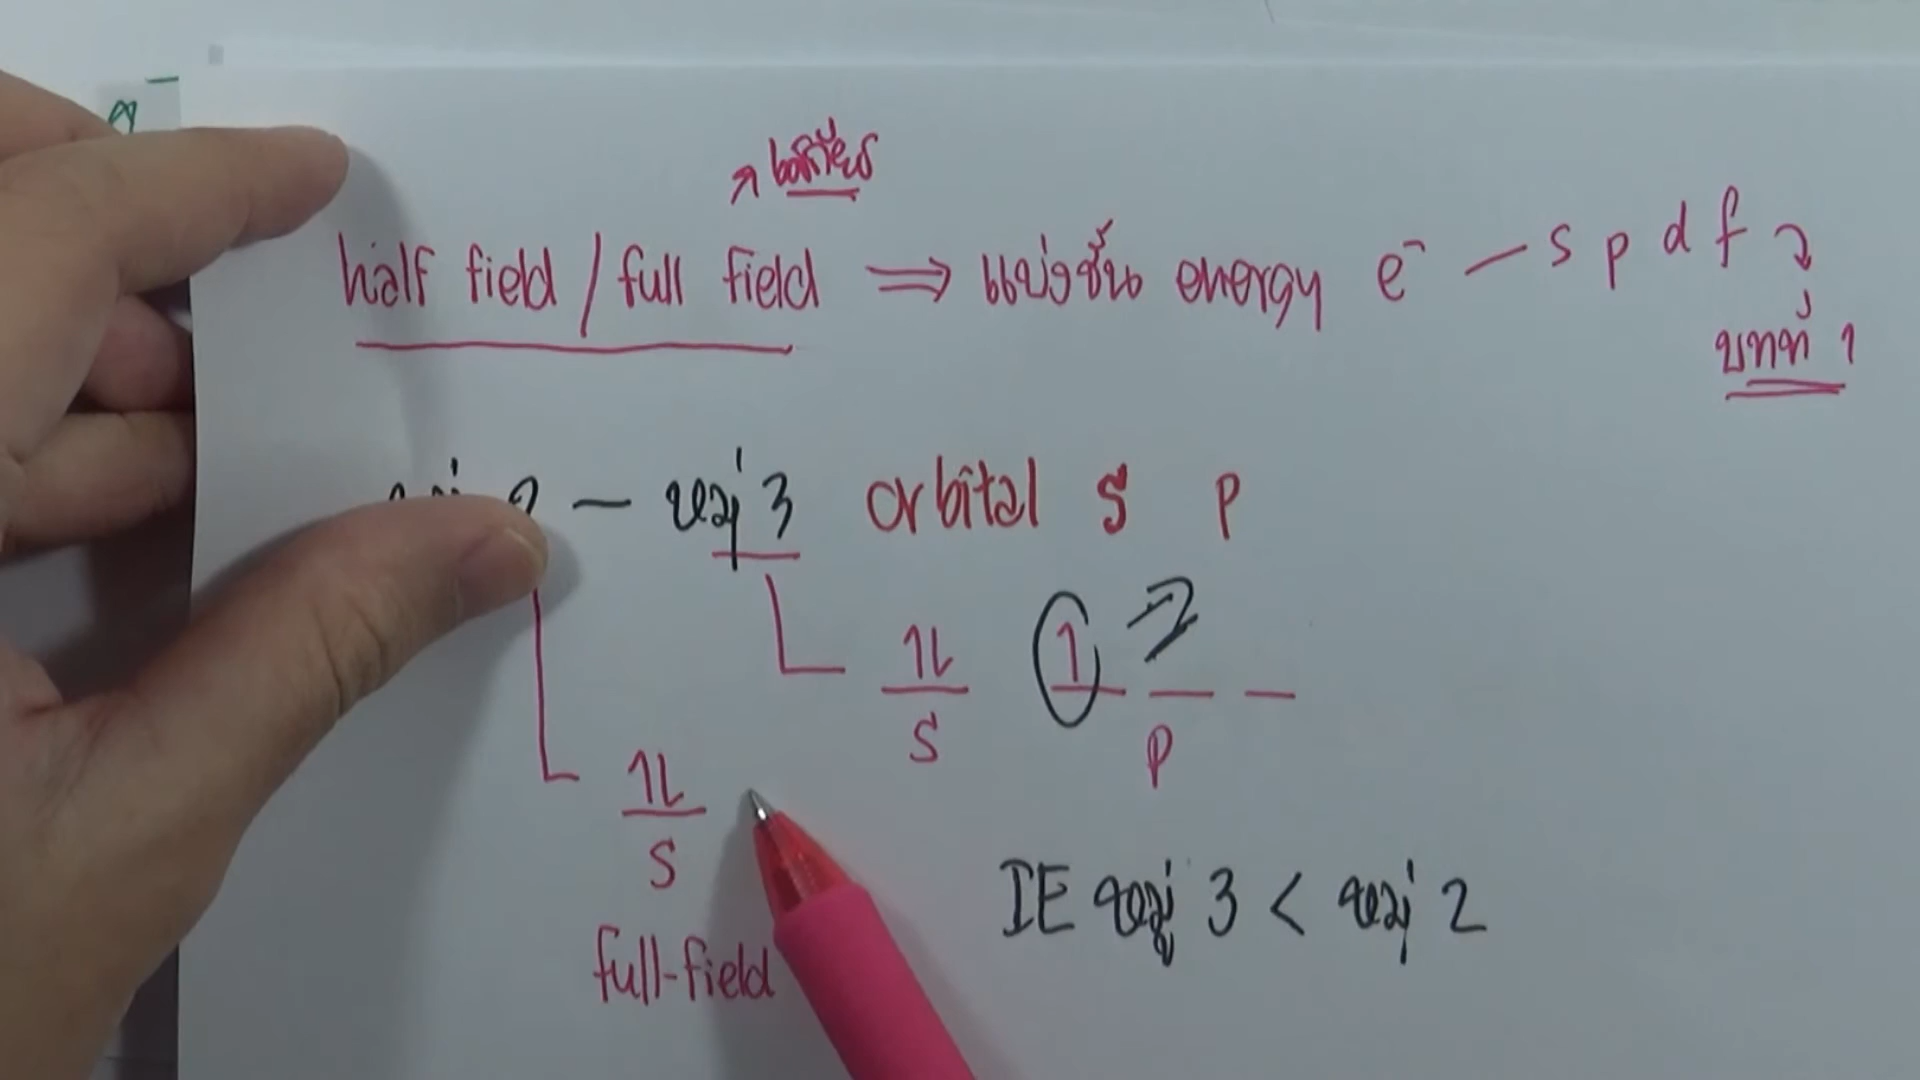 เสถียร
half field / full field ⇒ แบ่งชั้น energy e⁻ — s p d f
บทที่ 1
2 — หมู่ 3 orbital s p
1l 1
s p
1l
s
full-field
IE หมู่ 3 < หมู่ 2